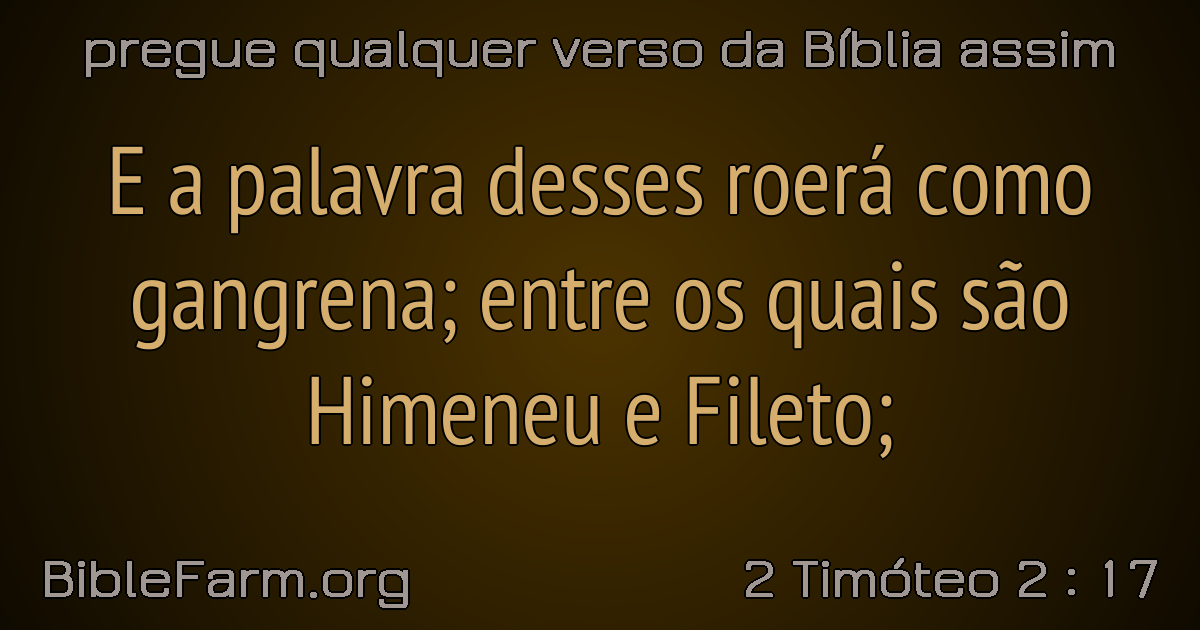 pregue qualquer verso da Bíblia assim
E a palavra desses roerá como
gangrena; entre os quais são
Himeneu e Fileto;
BibleFarm.org
2 Timóteo 2 : 17